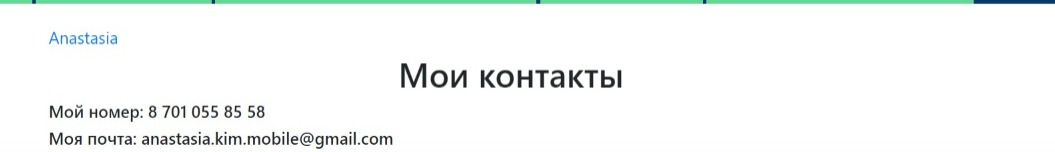 Anastasia
Мои контакты
Мой номер: 8 701 055 85 58
Моя почта: anastasia.kim.mobile@gmail.com